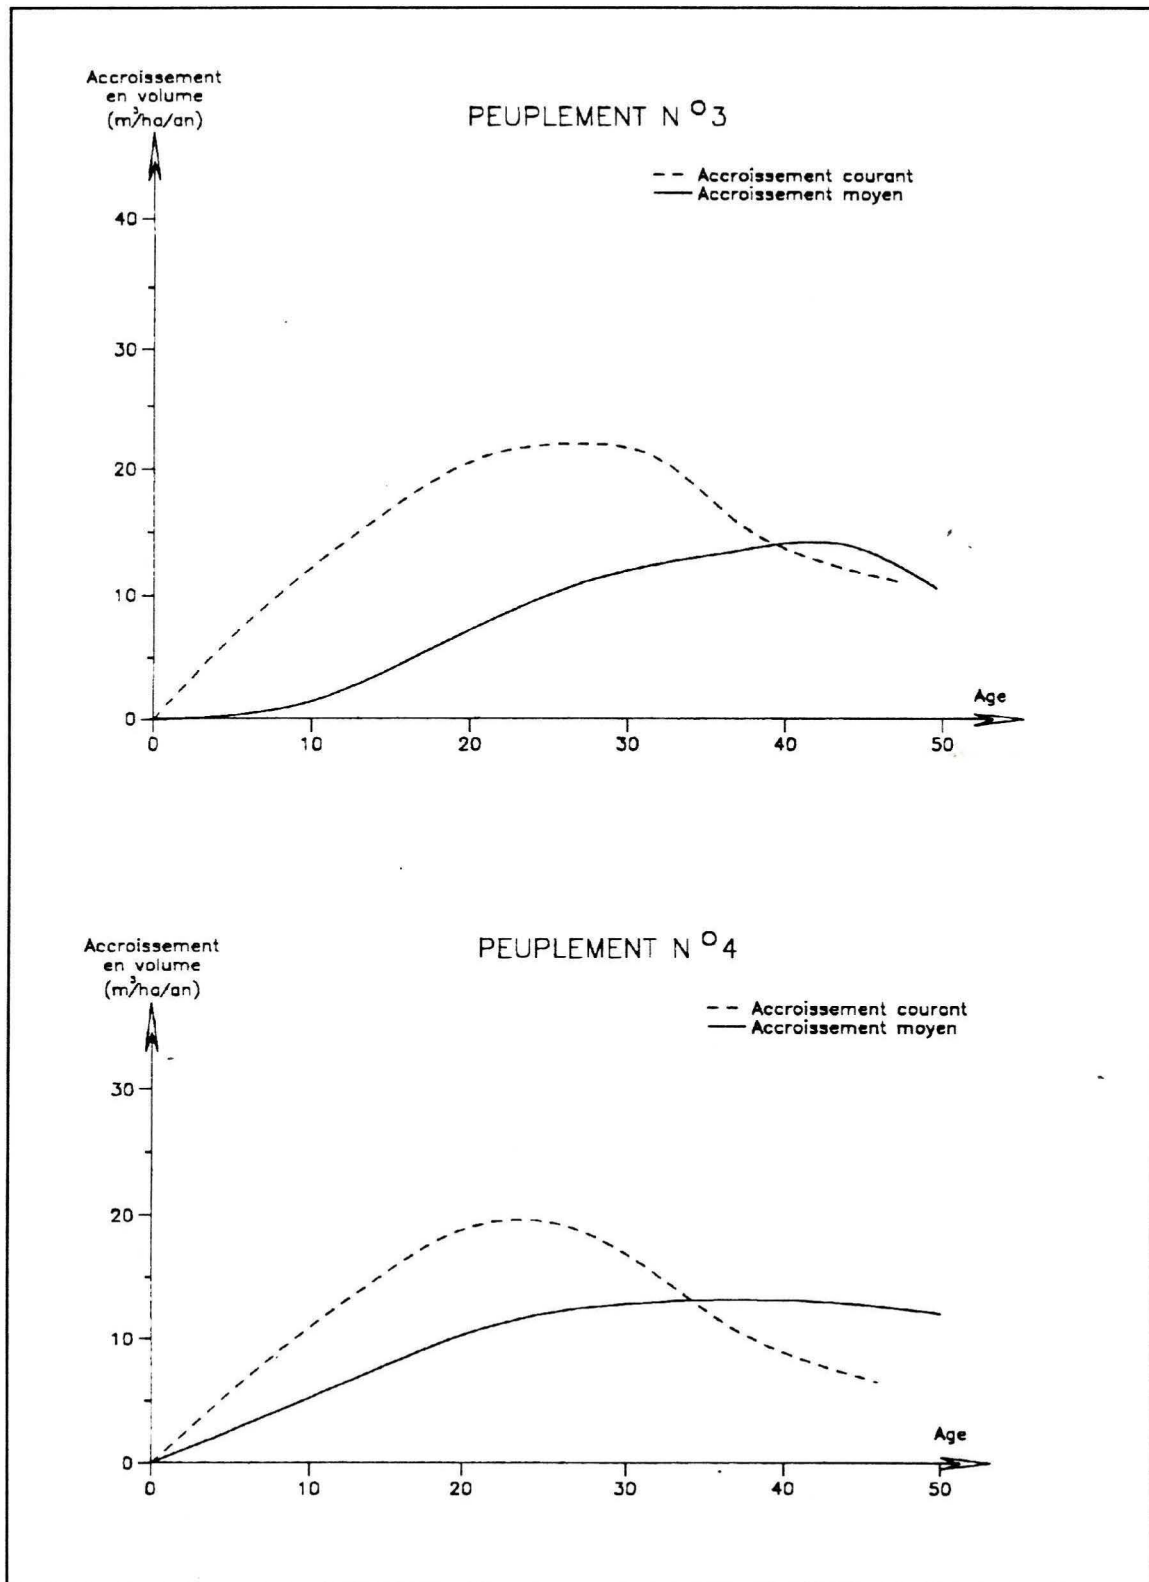 Accroissement
en volume
(m³/ha/an)
PEUPLEMENT N°3
Accroissement courant
Accroissement moyen
40
30
20
10
0
Age
0 10 20 30 40 50
Accroissement
en volume
(m³/ha/an)
PEUPLEMENT N°4
Accroissement courant
Accroissement moyen
30
20
10
0
Age
0 10 20 30 40 50